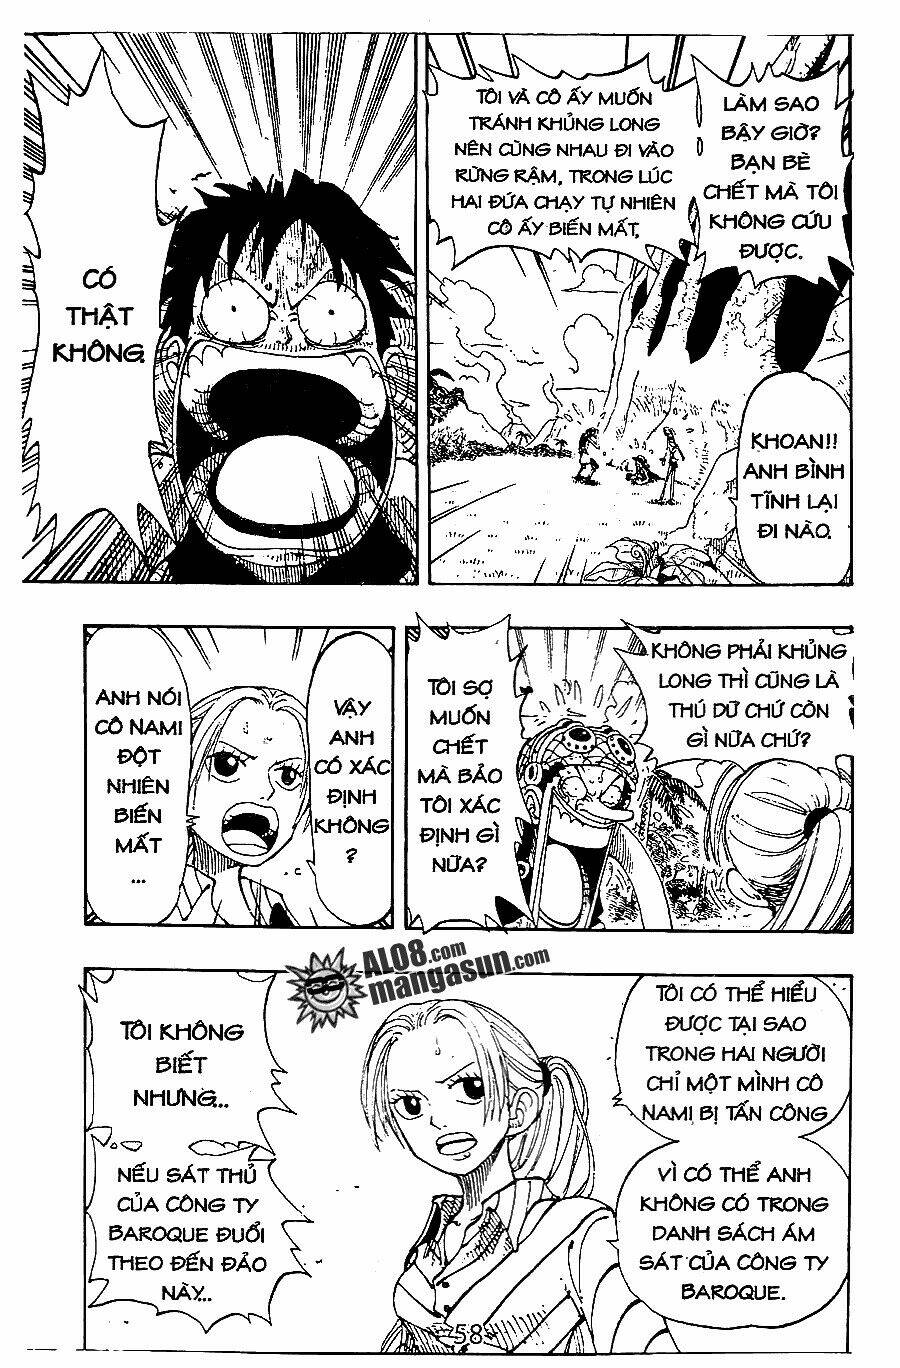 LÀM SAO
BẬY GIỜ?
BẠN BÈ
CHẾT MÀ TÔI
KHÔNG CỨU
ĐƯỢC.
TÔI VÀ CÔ ẤY MUỐN
TRÁNH KHỦNG LONG
NÊN CÙNG NHAU ĐI VÀO
RỪNG RẬM, TRONG LÚC
HAI ĐỨA CHẠY TỰ NHIÊN
CÔ ẤY BIẾN MẤT.
KHOAN!!
ANH BÌNH
TĨNH LẠI
ĐI NÀO.
CÓ
THẬT
KHÔNG.
KHÔNG PHẢI KHỦNG
LONG THÌ CŨNG LÀ
THÚ DỮ CHỨ CÒN
GÌ NỮA CHỨ?
TÔI SỢ
MUỐN
CHẾT
MÀ BẢO
TÔI XÁC
ĐỊNH GÌ
NỮA?
VẬY
ANH
CÓ XÁC
ĐỊNH
KHÔNG
?
ANH NÓI
CÔ NAMI
ĐỘT
NHIÊN
BIẾN
MẤT
...
AL08.com
mangasun.com
TÔI CÓ THỂ HIỂU
ĐƯỢC TẠI SAO
TRONG HAI NGƯỜI
CHỈ MỘT MÌNH CÔ
NAMI BỊ TẤN CÔNG
VÌ CÓ THỂ ANH
KHÔNG CÓ TRONG
DANH SÁCH ÁM
SÁT CỦA CÔNG TY
BAROQUE.
TÔI KHÔNG
BIẾT
NHƯNG...
NẾU SÁT THỦ
CỦA CÔNG TY
BAROQUE ĐUỔI
THEO ĐẾN ĐẢO
NÀY...
58